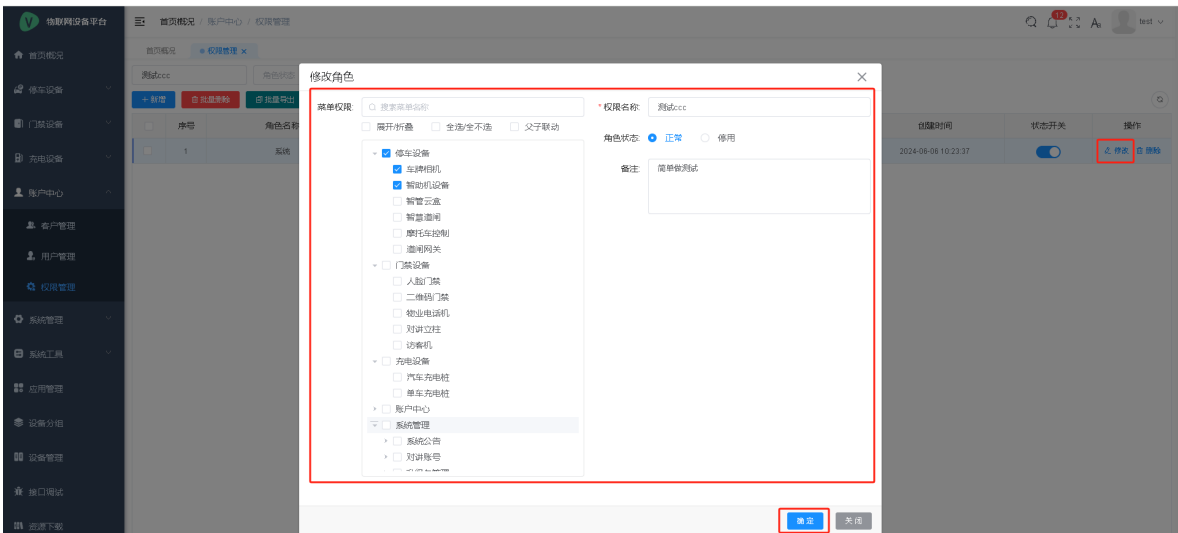 V 物联网设备平台
首页概况 / 账户中心 / 权限管理
12
test
首页概况
首页概况 权限管理 ×
停车设备
门禁设备
充电设备
账户中心
客户管理
用户管理
权限管理
系统管理
系统工具
应用管理
设备分组
设备管理
接口调试
资源下载
测试ccc 角色状态
+ 新增 批量删除 批量导出
序号 角色名称 创建时间 状态开关 操作
1 系统 2024-06-06 10:23:37 修改 删除
修改角色
菜单权限: 搜索菜单名称
展开/折叠 全选/全不选 父子联动
停车设备
车牌相机
智助机设备
智管云盒
智慧道闸
摩托车控制
道闸网关
门禁设备
人脸门禁
二维码门禁
物业电话机
对讲立柱
访客机
充电设备
汽车充电桩
单车充电桩
账户中心
系统管理
系统公告
对讲账号
* 权限名称: 测试ccc
角色状态: 正常 停用
备注: 简单做测试
确定 关闭